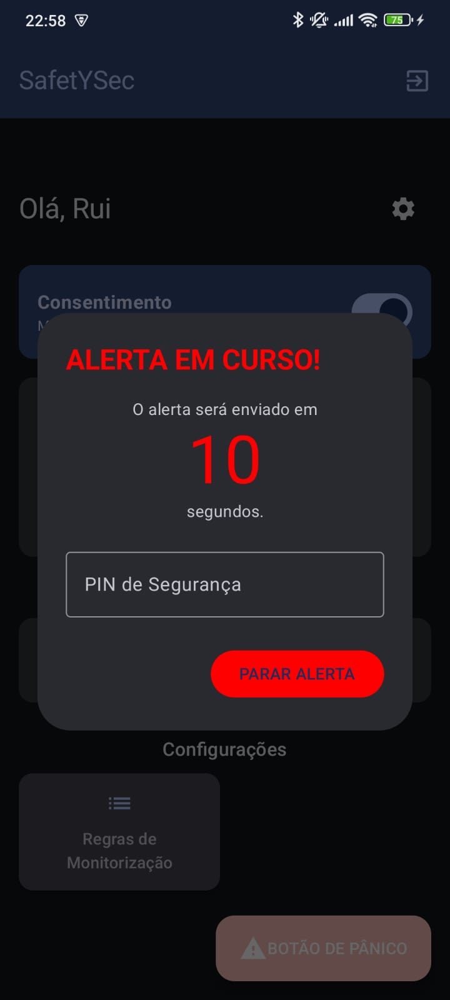 22:58
75
SafetYSec
Olá, Rui
Consentimento
ALERTA EM CURSO!
O alerta será enviado em
10
segundos.
PIN de Segurança
PARAR ALERTA
Configurações
Regras de
Monitorização
BOTÃO DE PÂNICO